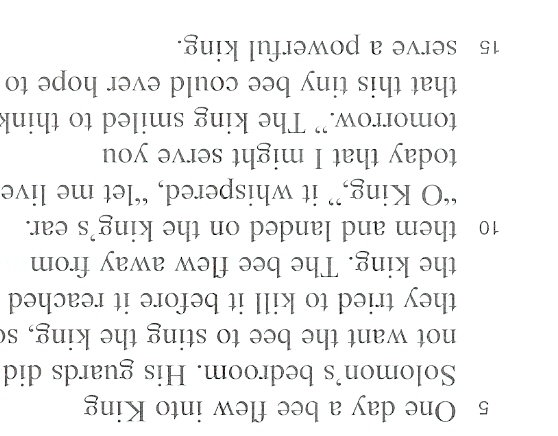 5 One day a bee flew into King
Solomon's bedroom. His guards did
not want the bee to sting the king, so
they tried to kill it before it reached
the king. The bee flew away from
10 them and landed on the king's ear.
“O King,” it whispered, “let me live
today that I might serve you
tomorrow.” The king smiled to think
that this tiny bee could ever hope to
15 serve a powerful king.